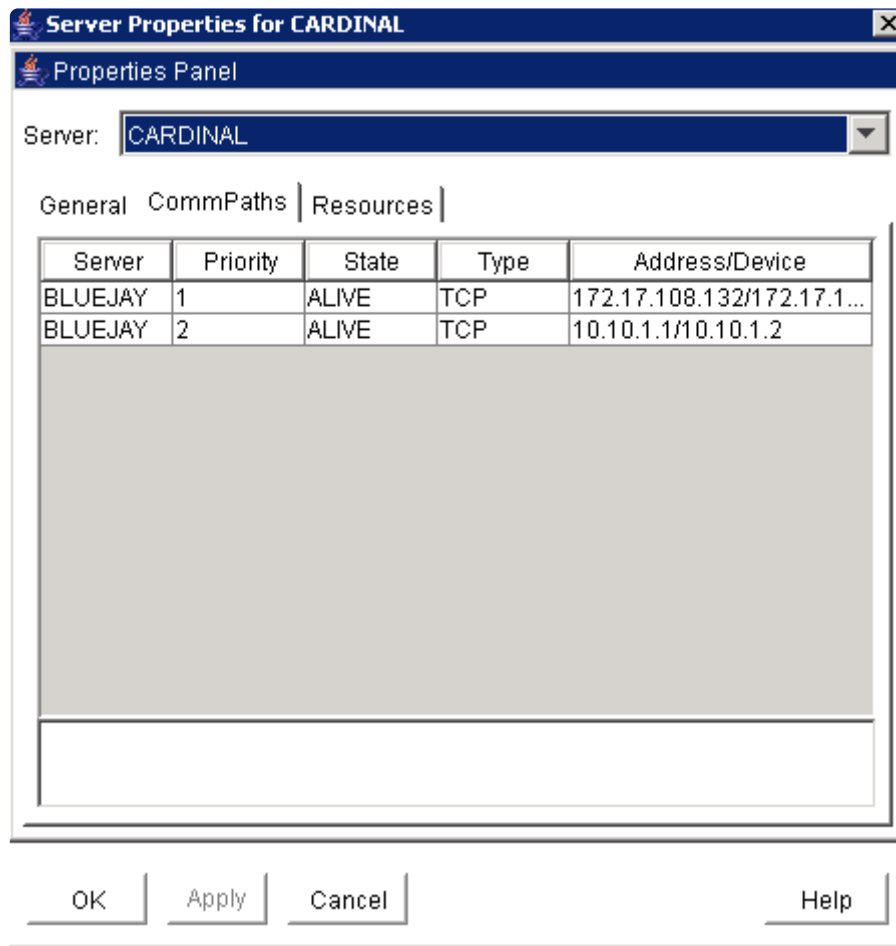 Server Properties for CARDINAL
Properties Panel
Server: CARDINAL
General CommPaths Resources
Server Priority State Type Address/Device
BLUEJAY 1 ALIVE TCP 172.17.108.132/172.17.1...
BLUEJAY 2 ALIVE TCP 10.10.1.1/10.10.1.2
OK Apply Cancel Help